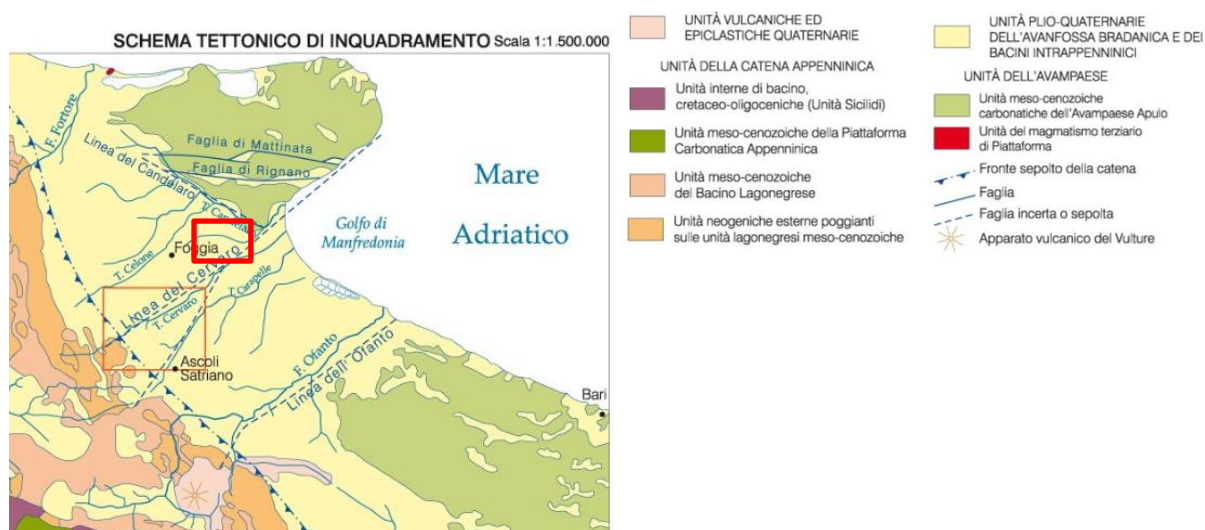 SCHEMA TETTONICO DI INQUADRAMENTO Scala 1:1.500.000
F. Fortore
Faglia di Mattinata
Linea del Candelaro
Faglia di Rignano
T. Candelaro
Mare
Adriatico
Golfo di
Manfredonia
Foggia
T. Celone
Linea del Cervaro
T. Carapelle
T. Cervaro
Ascoli
Satriano
F. Ofanto
Linea dell'Ofanto
Bari
UNITÀ VULCANICHE ED
EPICLASTICHE QUATERNARIE
UNITÀ DELLA CATENA APPENNINICA
Unità interne di bacino,
cretaceo-oligoceniche (Unità Sicilidi)
Unità meso-cenozoiche della Piattaforma
Carbonatica Appenninica
Unità meso-cenozoiche
del Bacino Lagonegrese
Unità neogeniche esterne poggianti
sulle unità lagonegresi meso-cenozoiche
UNITÀ PLIO-QUATERNARIE
DELL'AVANFOSSA BRADANICA E DEI
BACINI INTRAPPENNINICI
UNITÀ DELL'AVAMPAESE
Unità meso-cenozoiche
carbonatiche dell'Avampaese Apulo
Unità del magmatismo terziario
di Piattaforma
Fronte sepolto della catena
Faglia
Faglia incerta o sepolta
Apparato vulcanico del Vulture